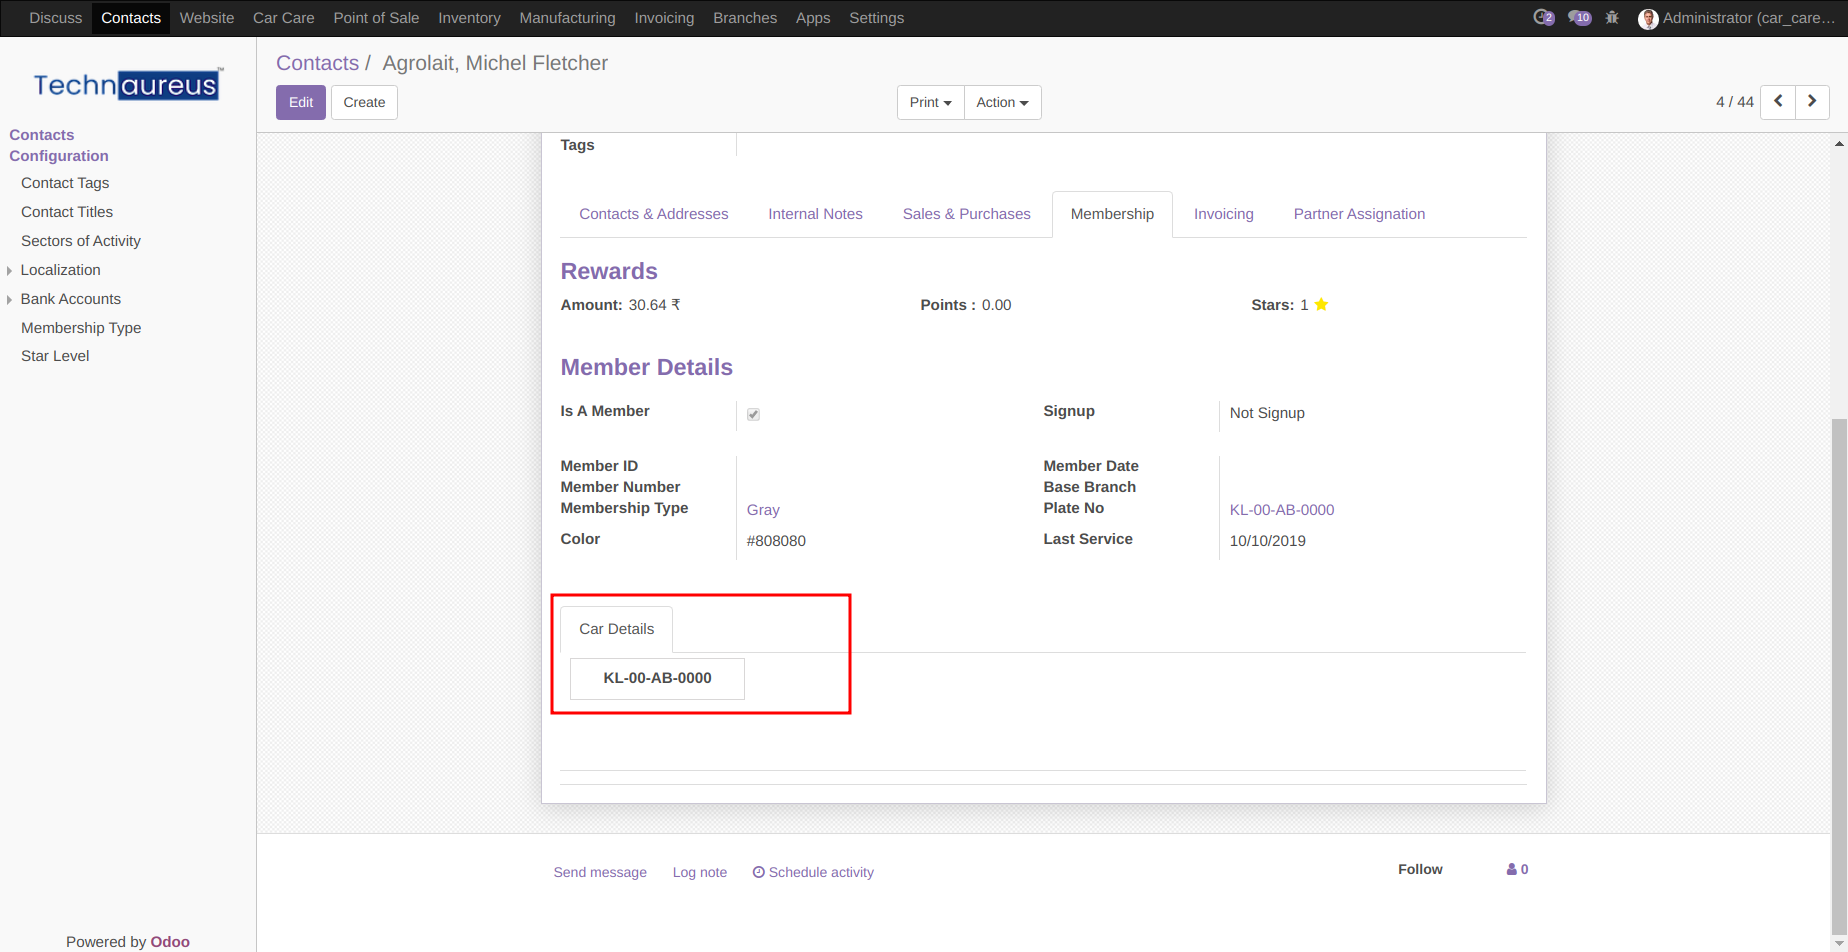 Discuss Contacts Website Car Care Point of Sale Inventory Manufacturing Invoicing Branches Apps Settings 2 10 Administrator (car_care…
Technaureus™
Contacts / Agrolait, Michel Fletcher
Edit Create Print Action 4 / 44
Contacts
Configuration
Contact Tags
Contact Titles
Sectors of Activity
Localization
Bank Accounts
Membership Type
Star Level
Powered by Odoo
Tags
Contacts & Addresses Internal Notes Sales & Purchases Membership Invoicing Partner Assignation
Rewards
Amount: 30.64 ₹ Points : 0.00 Stars: 1
Member Details
Is A Member Signup Not Signup
Member ID Member Date
Member Number Base Branch
Membership Type Gray Plate No KL-00-AB-0000
Color #808080 Last Service 10/10/2019
Car Details
KL-00-AB-0000
Send message Log note Schedule activity Follow 0